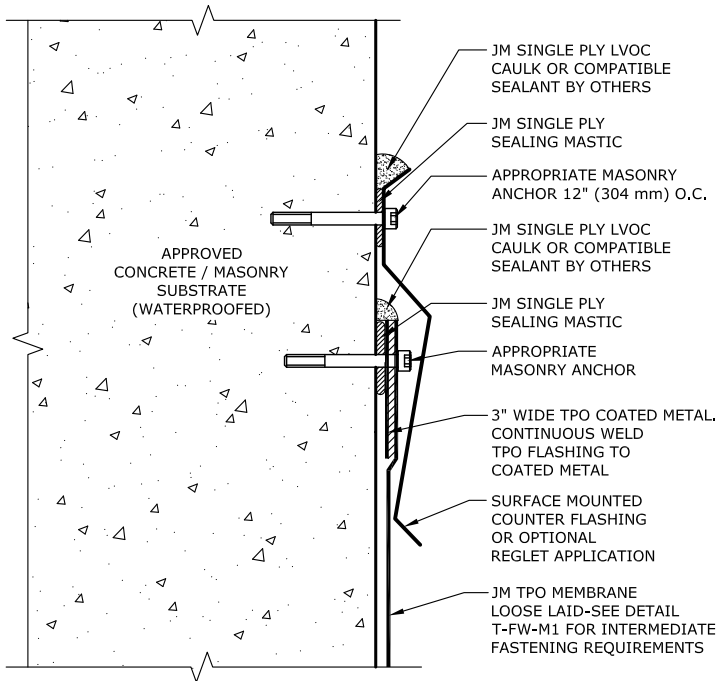 JM SINGLE PLY LVOC
CAULK OR COMPATIBLE
SEALANT BY OTHERS
JM SINGLE PLY
SEALING MASTIC
APPROPRIATE MASONRY
ANCHOR 12" (304 mm) O.C.
JM SINGLE PLY LVOC
CAULK OR COMPATIBLE
SEALANT BY OTHERS
APPROVED
CONCRETE / MASONRY
SUBSTRATE
(WATERPROOFED)
JM SINGLE PLY
SEALING MASTIC
APPROPRIATE
MASONRY ANCHOR
3" WIDE TPO COATED METAL.
CONTINUOUS WELD
TPO FLASHING TO
COATED METAL
SURFACE MOUNTED
COUNTER FLASHING
OR OPTIONAL
REGLET APPLICATION
JM TPO MEMBRANE
LOOSE LAID-SEE DETAIL
T-FW-M1 FOR INTERMEDIATE
FASTENING REQUIREMENTS